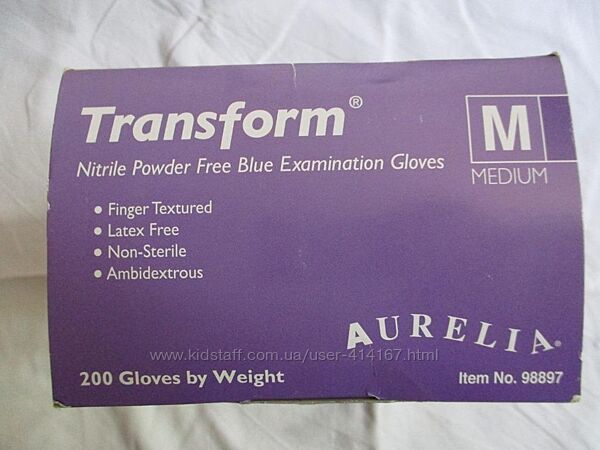 Transform®
M
Nitrile Powder Free Blue Examination Gloves
MEDIUM
• Finger Textured
• Latex Free
• Non-Sterile
• Ambidextrous
AURELIA®
www.kidstaff.com.ua/user-414167.html
200 Gloves by Weight
Item No. 98897